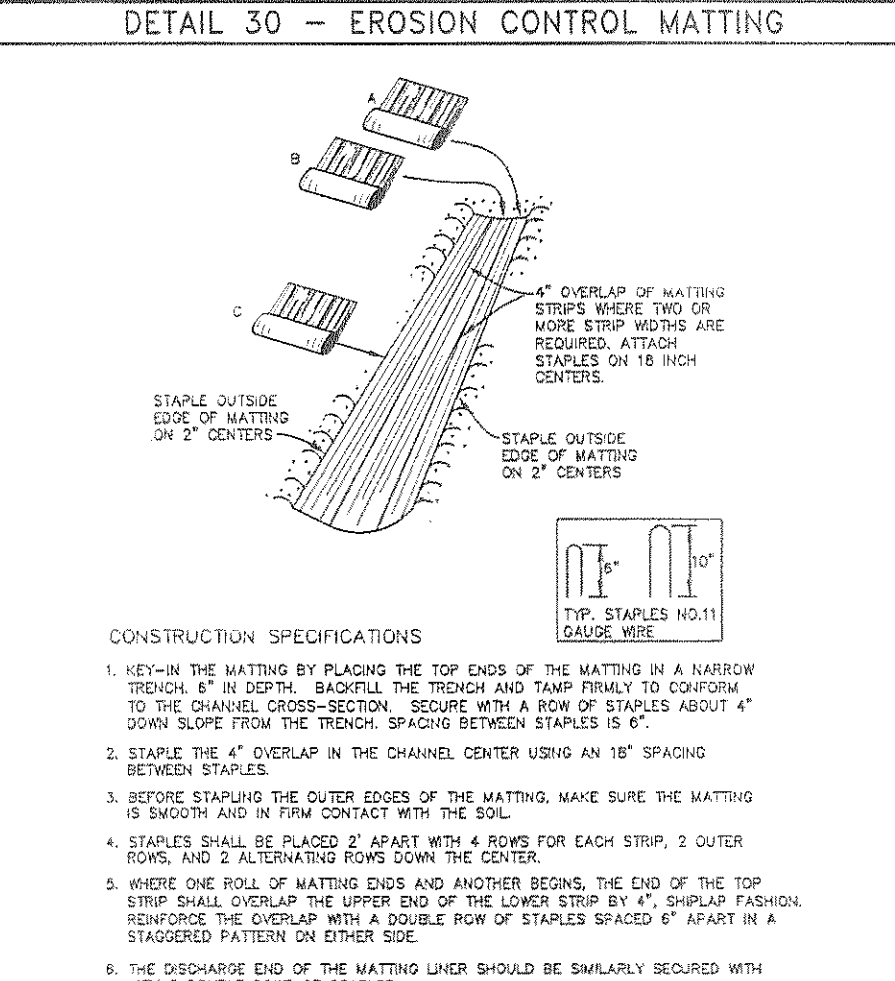 DETAIL 30 – EROSION CONTROL MATTING
A
B
C
4" OVERLAP OF MATTING
STRIPS WHERE TWO OR
MORE STRIP WIDTHS ARE
REQUIRED. ATTACH
STAPLES ON 18 INCH
CENTERS.
STAPLE OUTSIDE
EDGE OF MATTING
ON 2" CENTERS
STAPLE OUTSIDE
EDGE OF MATTING
ON 2" CENTERS
6"
10"
TYP. STAPLES NO.11
GAUGE WIRE
CONSTRUCTION SPECIFICATIONS
1. KEY-IN THE MATTING BY PLACING THE TOP ENDS OF THE MATTING IN A NARROW
TRENCH, 6" IN DEPTH. BACKFILL THE TRENCH AND TAMP FIRMLY TO CONFORM
TO THE CHANNEL CROSS-SECTION. SECURE WITH A ROW OF STAPLES ABOUT 4"
DOWN SLOPE FROM THE TRENCH. SPACING BETWEEN STAPLES IS 6".
2. STAPLE THE 4" OVERLAP IN THE CHANNEL CENTER USING AN 18" SPACING
BETWEEN STAPLES.
3. BEFORE STAPLING THE OUTER EDGES OF THE MATTING, MAKE SURE THE MATTING
IS SMOOTH AND IN FIRM CONTACT WITH THE SOIL.
4. STAPLES SHALL BE PLACED 2' APART WITH 4 ROWS FOR EACH STRIP, 2 OUTER
ROWS, AND 2 ALTERNATING ROWS DOWN THE CENTER.
5. WHERE ONE ROLL OF MATTING ENDS AND ANOTHER BEGINS, THE END OF THE TOP
STRIP SHALL OVERLAP THE UPPER END OF THE LOWER STRIP BY 4", SHIPLAP FASHION.
REINFORCE THE OVERLAP WITH A DOUBLE ROW OF STAPLES SPACED 6" APART IN A
STAGGERED PATTERN ON EITHER SIDE.
6. THE DISCHARGE END OF THE MATTING LINER SHOULD BE SIMILARLY SECURED WITH